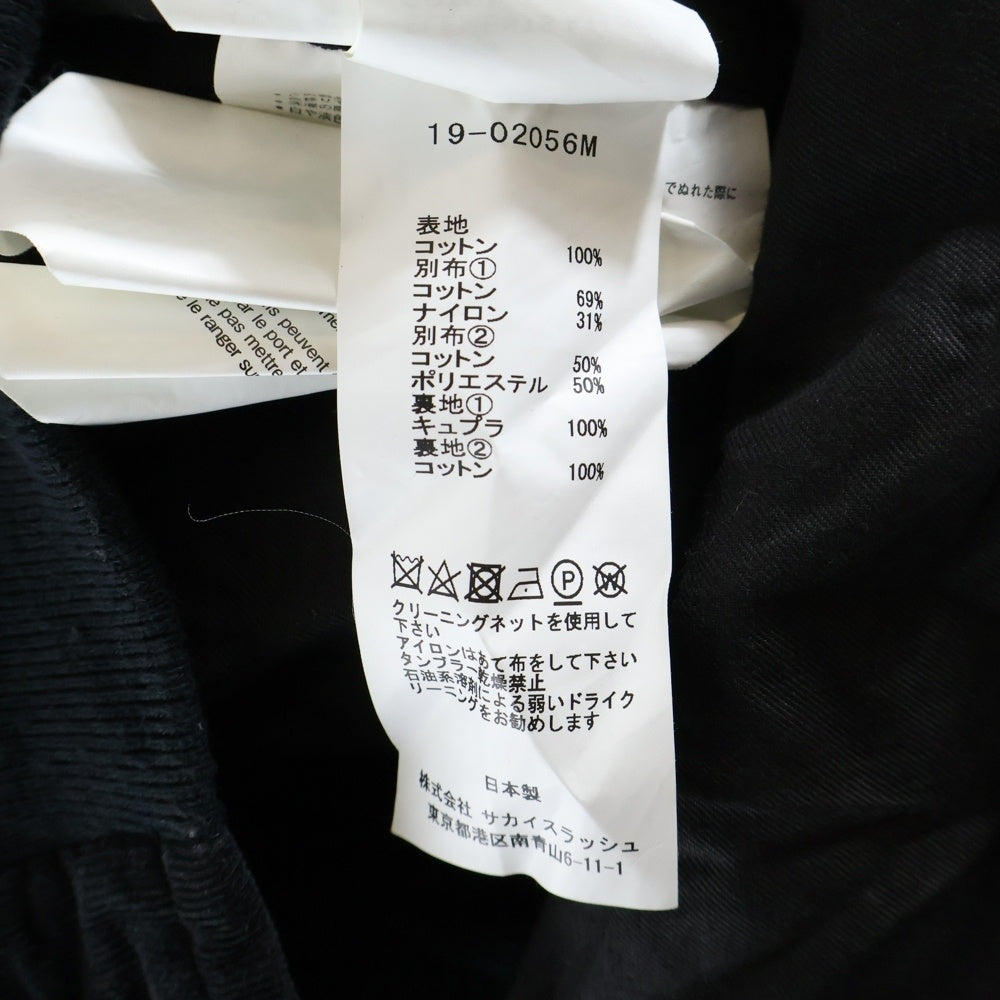 19-02056M
表地
コットン 100%
別布①
コットン 69%
ナイロン 31%
別布②
コットン 50%
ポリエステル 50%
裏地①
キュプラ 100%
裏地②
コットン 100%
P
W
クリーニングネットを使用して
下さい
アイロンはあて布をして下さい
タンブラー乾燥禁止
石油系溶剤による弱いドライク
リーニングをお勧めします
日本製
株式会社 サカイスラッシュ
東京都港区南青山6-11-1
でぬれた際に
s peuvent
ar le port et
e pas mettre
e le ranger su